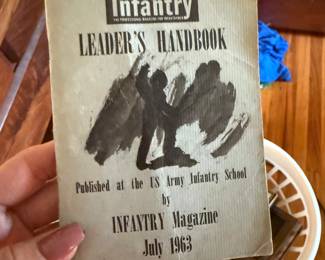 Infantry
THE PROFESSIONAL MAGAZINE FOR INFANTRYMEN
LEADER'S HANDBOOK
Published at the US Army Infantry School
by
INFANTRY Magazine
July 1963